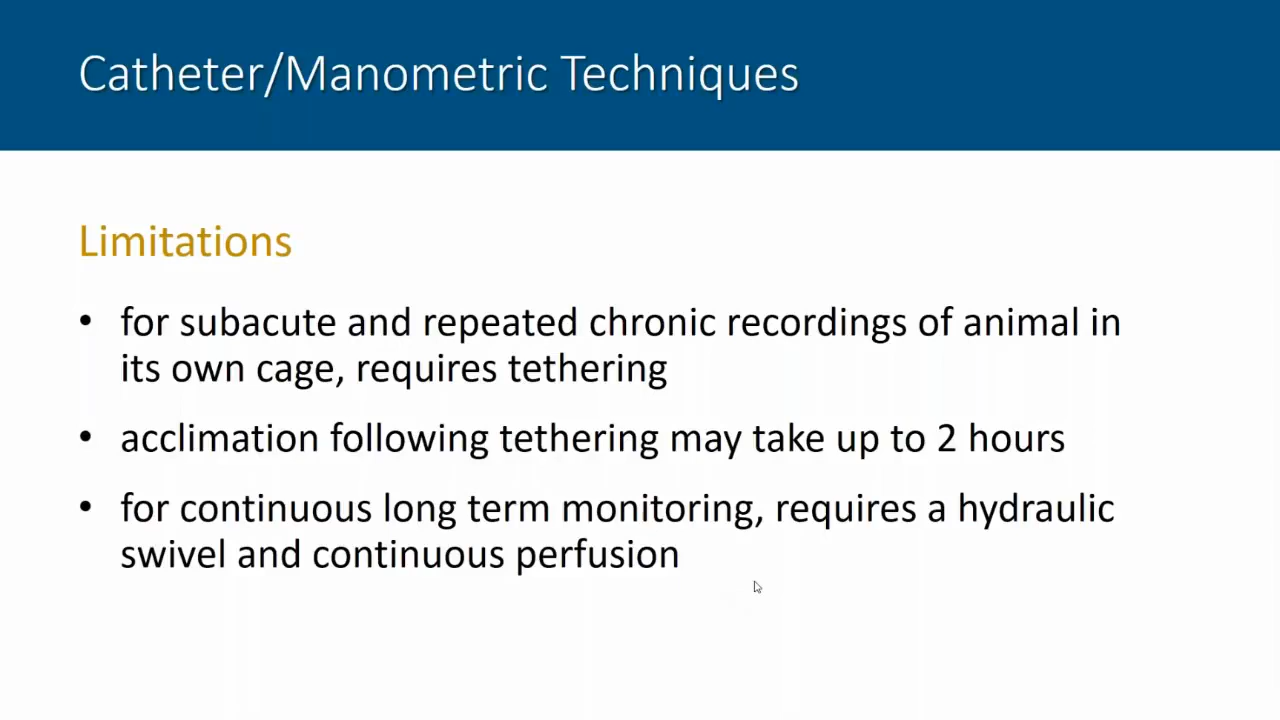 Catheter/Manometric Techniques
Limitations
• for subacute and repeated chronic recordings of animal in
its own cage, requires tethering
• acclimation following tethering may take up to 2 hours
• for continuous long term monitoring, requires a hydraulic
swivel and continuous perfusion